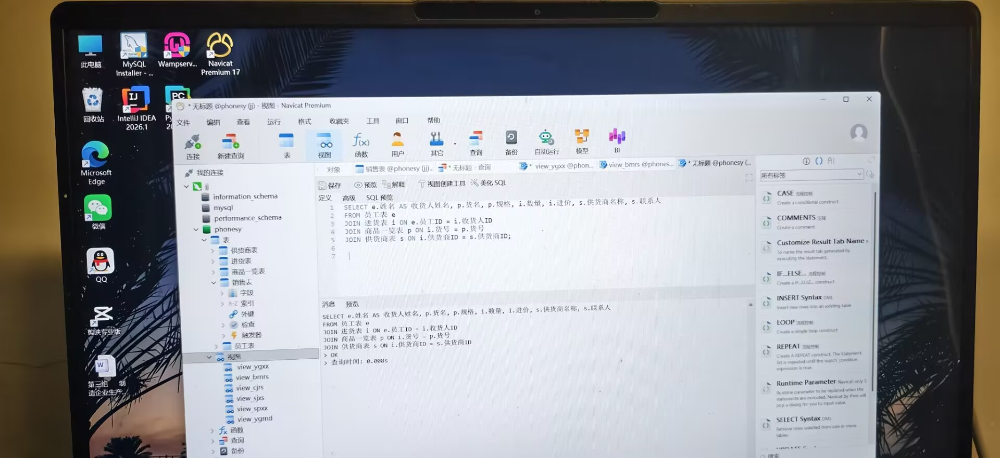 此电脑
MySQL Installer - ...
Wampserv...
Navicat Premium 17
回收站
IJ
IntelliJ IDEA 2026.1
PC
Microsoft Edge
微信
QQ
剪映专业版
W
第三组 制
造企业生产...
* 无标题 @phonesy (jj) - 视图 - Navicat Premium
文件 编辑 查看 运行 格式 收藏夹 工具 窗口 帮助
连接 新建查询 表 视图 函数 用户 其它 查询 备份 自动运行 模型 BI
我的连接
jj
information_schema
mysql
performance_schema
phonesy
表
供货商表
进货表
商品一览表
销售表
字段
A-Z 索引
外键
检查
触发器
员工表
视图
view_ygxx
view_bmrs
view_cjrs
view_sjxs
view_spxx
view_ygmd
函数
查询
备份
对象 销售表 @phonesy (jj)... * 无标题 - 查询 * view_ygxx @phon... view_bmrs @phones... * 无标题 @phonesy (...
保存 预览 解释 视图创建工具 美化 SQL
定义 高级 SQL 预览
1 SELECT e.姓名 AS 收货人姓名, p.货名, p.规格, i.数量, i.进价, s.供货商名称, s.联系人
2 FROM 员工表 e
3 JOIN 进货表 i ON e.员工ID = i.收货人ID
4 JOIN 商品一览表 p ON i.货号 = p.货号
5 JOIN 供货商表 s ON i.供货商ID = s.供货商ID;
6
7
消息 预览
SELECT e.姓名 AS 收货人姓名, p.货名, p.规格, i.数量, i.进价, s.供货商名称, s.联系人
FROM 员工表 e
JOIN 进货表 i ON e.员工ID = i.收货人ID
JOIN 商品一览表 p ON i.货号 = p.货号
JOIN 供货商表 s ON i.供货商ID = s.供货商ID
> OK
> 查询时间: 0.008s
AI
所有标签
CASE 流程控制
Create a conditional construct
COMMENTS 注释
Create a comment
Customize Result Tab Name
To name the result tab generated by
executing the statement.
IF...ELSE... 流程控制
Create a IF...ELSE... construct
INSERT Syntax DML
Insert new rows into an existing table
LOOP 流程控制
Create a simple loop construct
REPEAT 流程控制
Create A REPEAT construct. The Statement
list is repeated until the search_condition
expression is true.
Runtime Parameter Navicat-only S
Runtime parameter to be replaced when the
statements are executed. Navicat by then will
pop a dialog for you to input value.
SELECT Syntax DML
Retrieve rows selected from one or more
tables
搜索